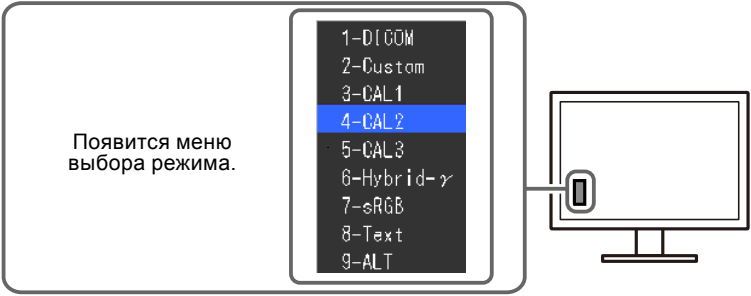 Появится меню
выбора режима.
1-DICOM
2-Custom
3-CAL1
4-CAL2
5-CAL3
6-Hybrid-γ
7-sRGB
8-Text
9-ALT